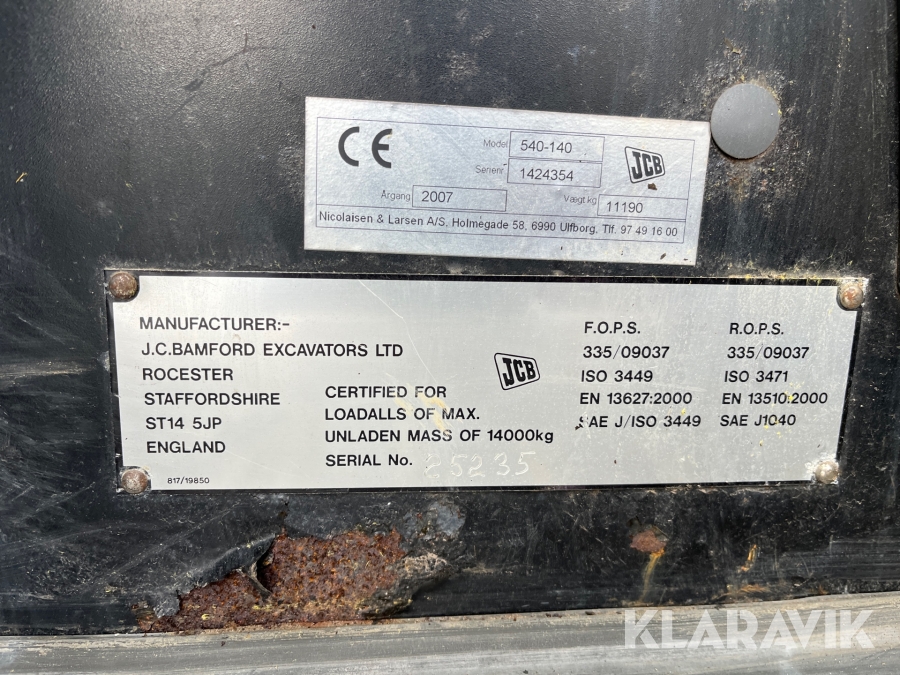 CE
Model 540-140
JCB
Serienr 1424354
Årgang 2007
Vægt kg 11190
Nicolaisen & Larsen A/S, Holmegade 58, 6990 Ulfborg. Tlf. 97 49 16 00
MANUFACTURER:-
J.C.BAMFORD EXCAVATORS LTD
ROCESTER
STAFFORDSHIRE
ST14 5JP
ENGLAND
817/19850
JCB
CERTIFIED FOR
LOADALLS OF MAX.
UNLADEN MASS OF 14000kg
SERIAL No. 25235
F.O.P.S.
335/09037
ISO 3449
EN 13627:2000
SAE J/ISO 3449
R.O.P.S.
335/09037
ISO 3471
EN 13510:2000
SAE J1040
KLARAVIK